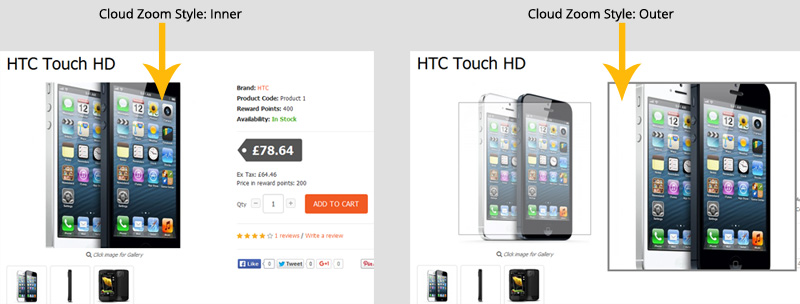 Cloud Zoom Style: Inner
HTC Touch HD
Brand: HTC
Product Code: Product 1
Reward Points: 400
Availability: In Stock
£78.64
Ex Tax: £64.46
Price in reward points: 200
Qty - 1 + ADD TO CART
1 reviews / Write a review
Click image for Gallery
Like 0 Tweet 0 +1 0 Pin
Cloud Zoom Style: Outer
HTC Touch HD
Click image for Gallery